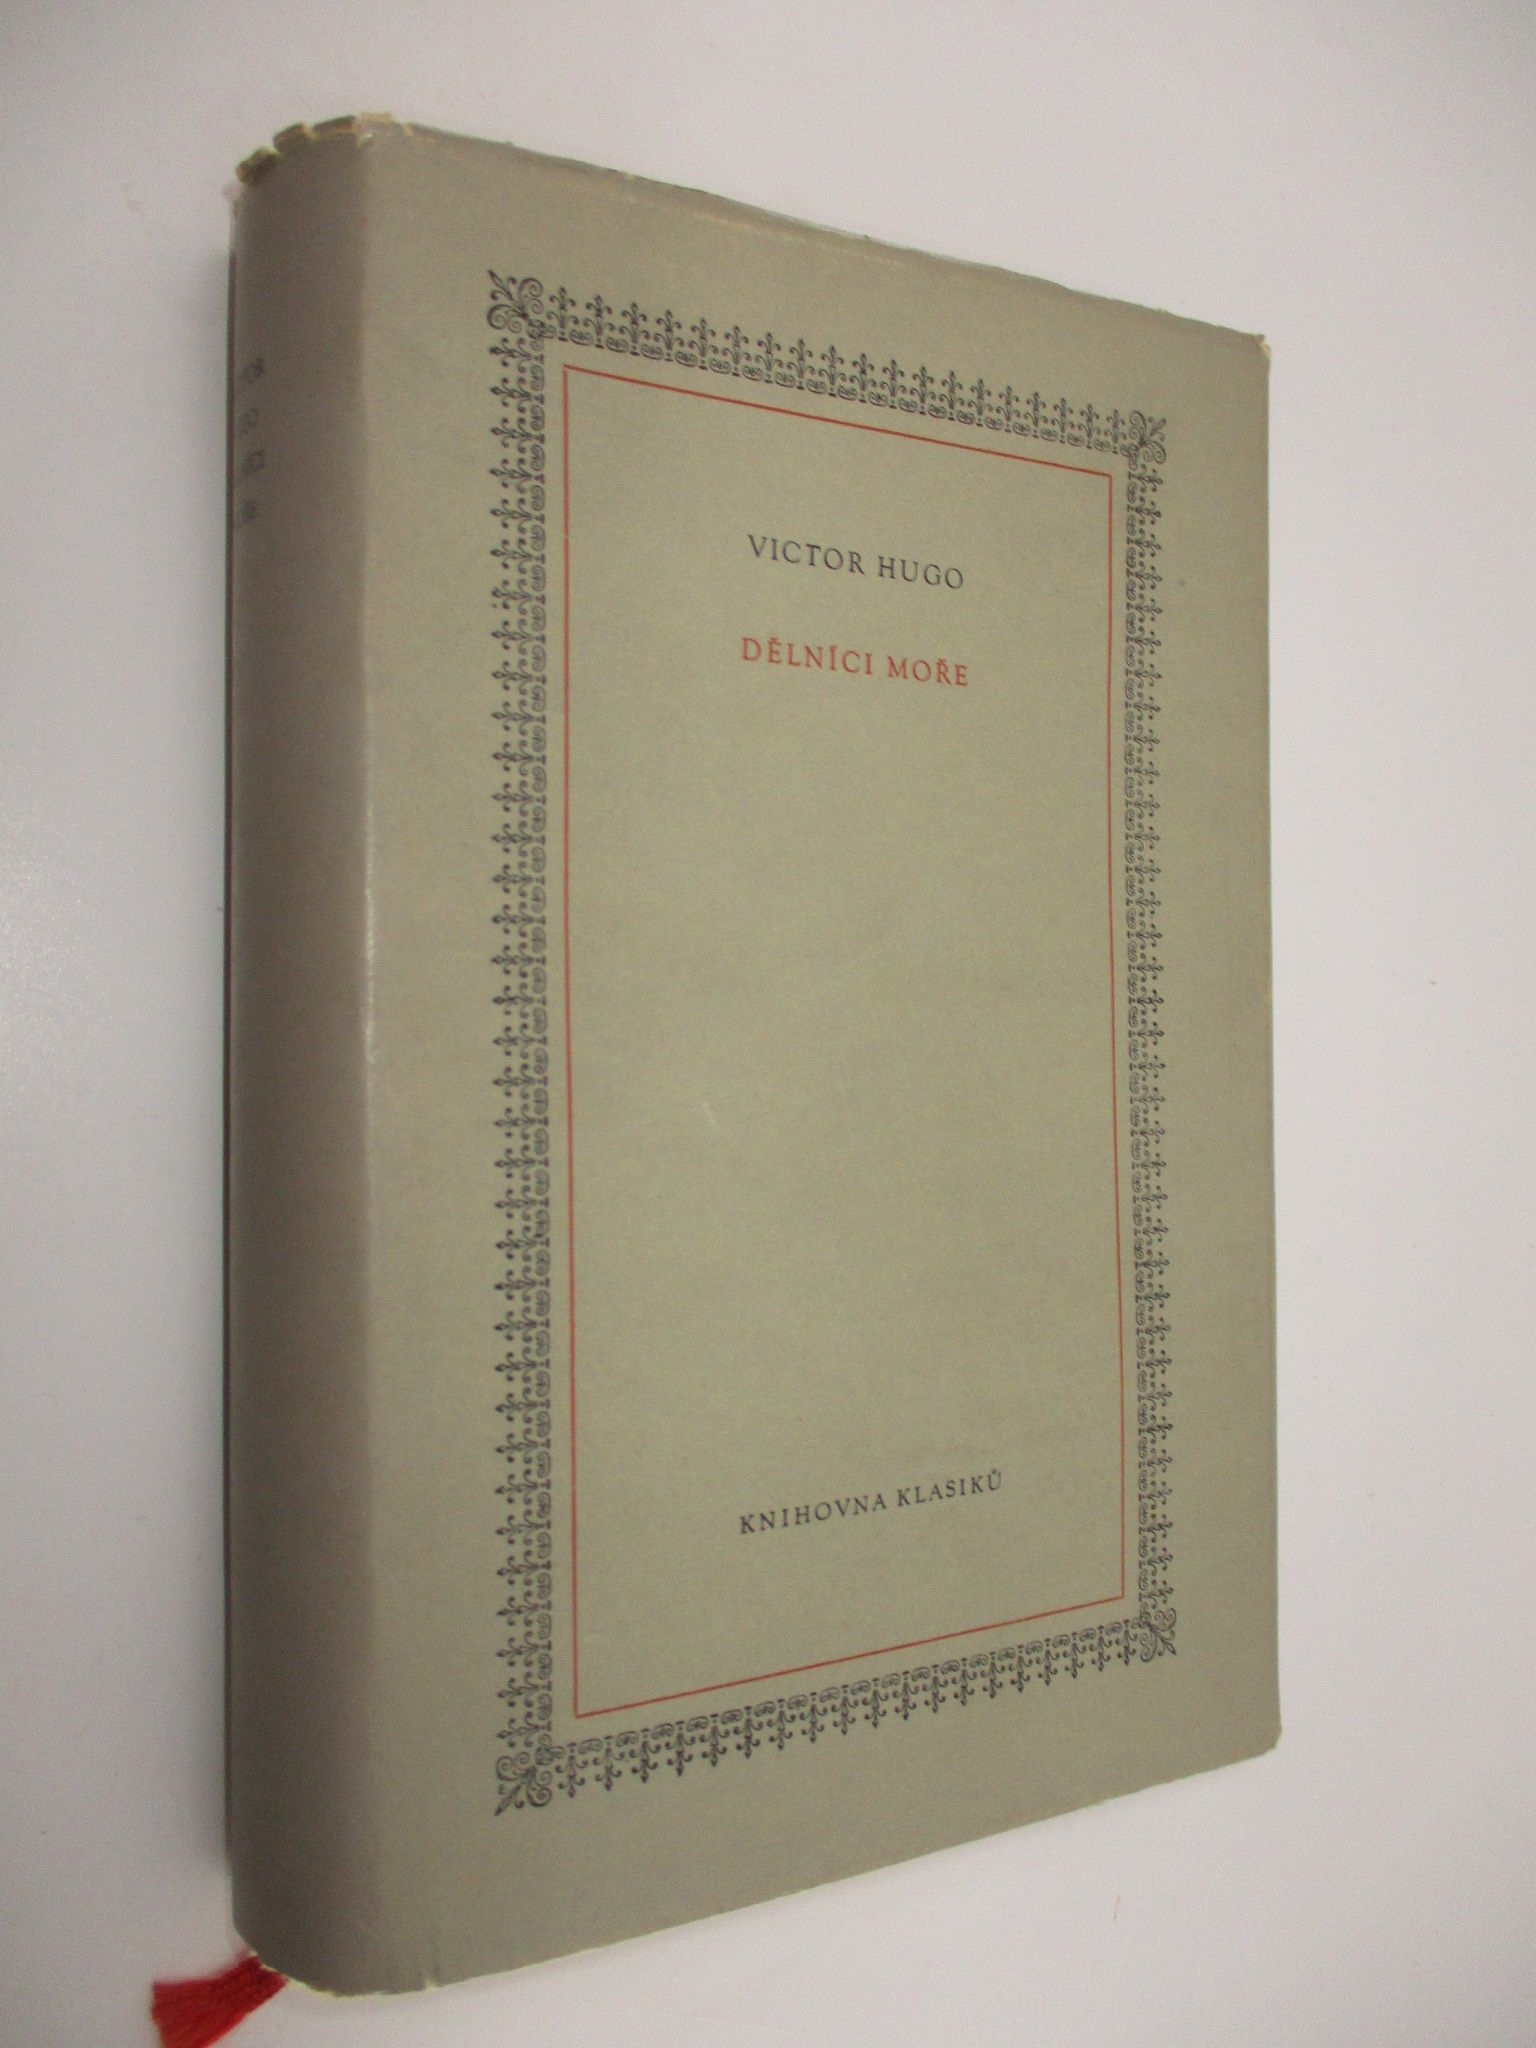 VICTOR HUGO
DĚLNÍCI MOŘE
KNIHOVNA KLASIKŮ